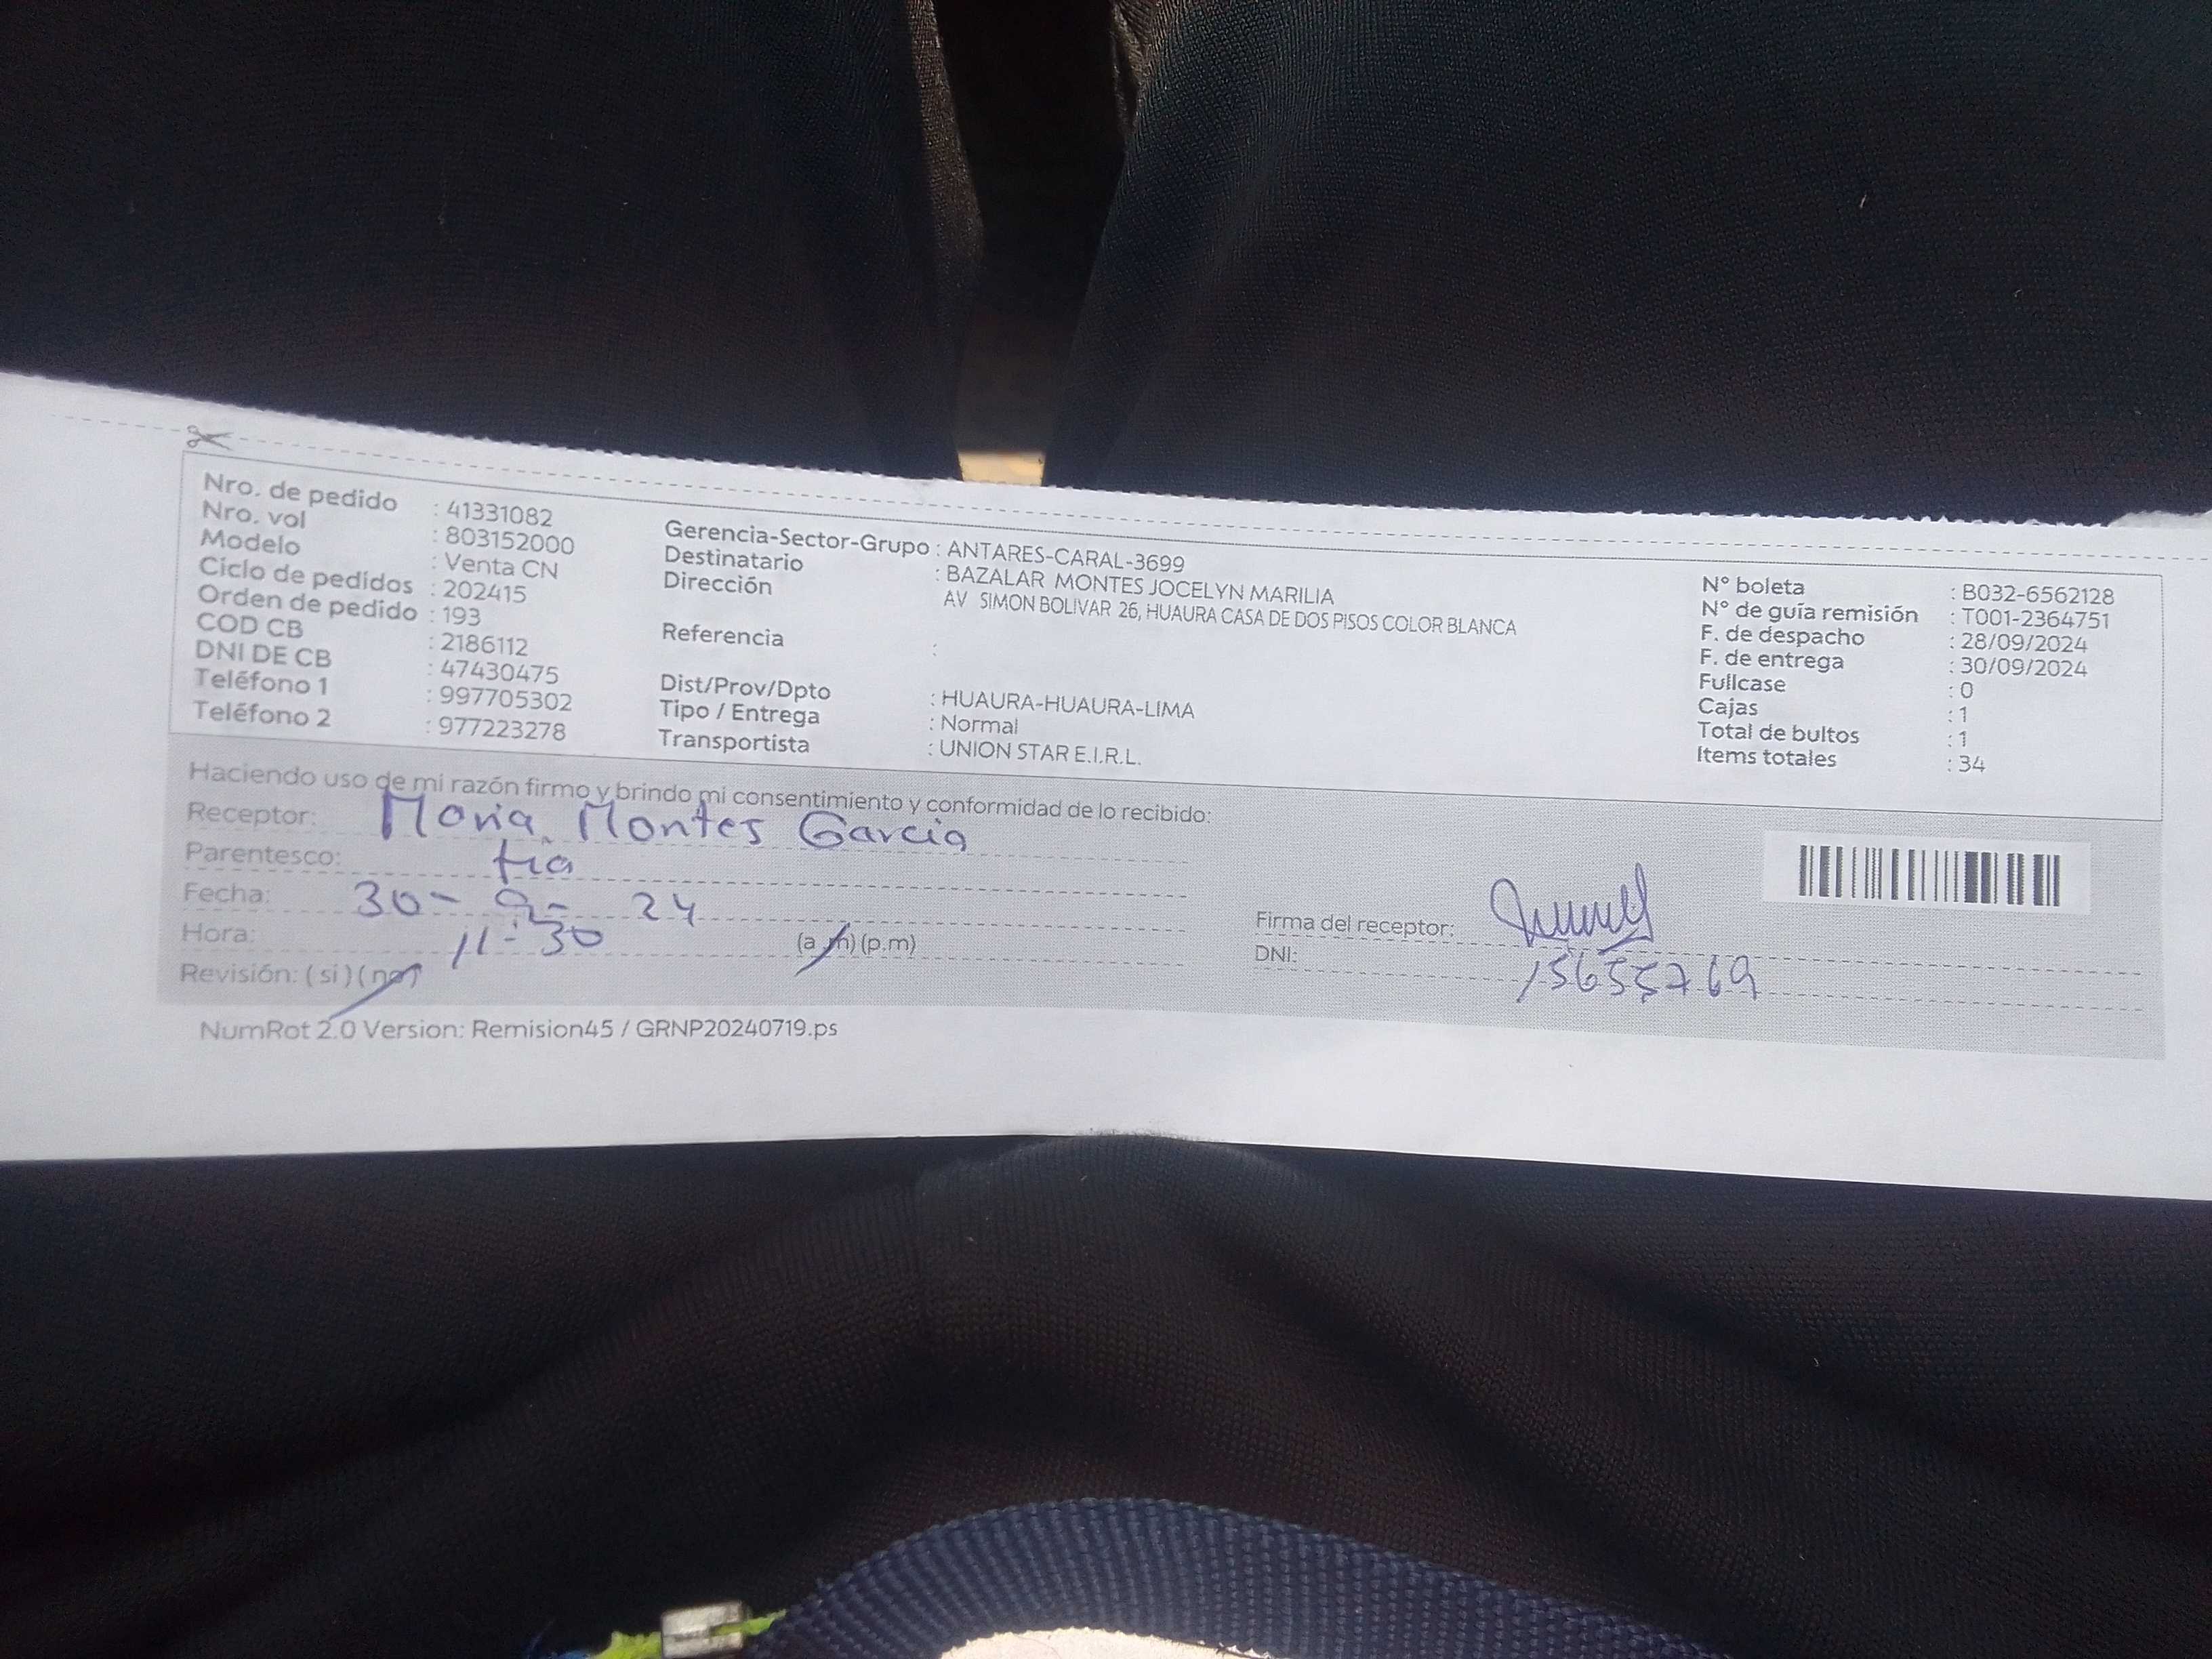 Nro. de pedido : 41331082
Nro. vol : 803152000
Modelo : Venta CN
Ciclo de pedidos : 202415
Orden de pedido : 193
COD CB : 2186112
DNI DE CB : 47430475
Teléfono 1 : 997705302
Teléfono 2 : 977223278
Gerencia-Sector-Grupo : ANTARES-CARAL-3699
Destinatario : BAZALAR MONTES JOCELYN MARILIA
Dirección AV SIMON BOLIVAR 26, HUAURA CASA DE DOS PISOS COLOR BLANCA
Referencia :
Dist/Prov/Dpto : HUAURA-HUAURA-LIMA
Tipo / Entrega : Normal
Transportista : UNION STAR E.I.R.L.
N° boleta : B032-6562128
N° de guía remisión : T001-2364751
F. de despacho : 28/09/2024
F. de entrega : 30/09/2024
Fullcase : 0
Cajas : 1
Total de bultos : 1
Items totales : 34
Haciendo uso de mi razón firmo y brindo mi consentimiento y conformidad de lo recibido:
Receptor: Maria Montes Garcia
Parentesco: tia
Fecha: 30- 9- 24
Hora: 11:30 (a.m) (p.m)
Revisión: (si) (no)
Firma del receptor:
DNI: 15655769
NumRot 2.0 Version: Remision45 / GRNP20240719.ps